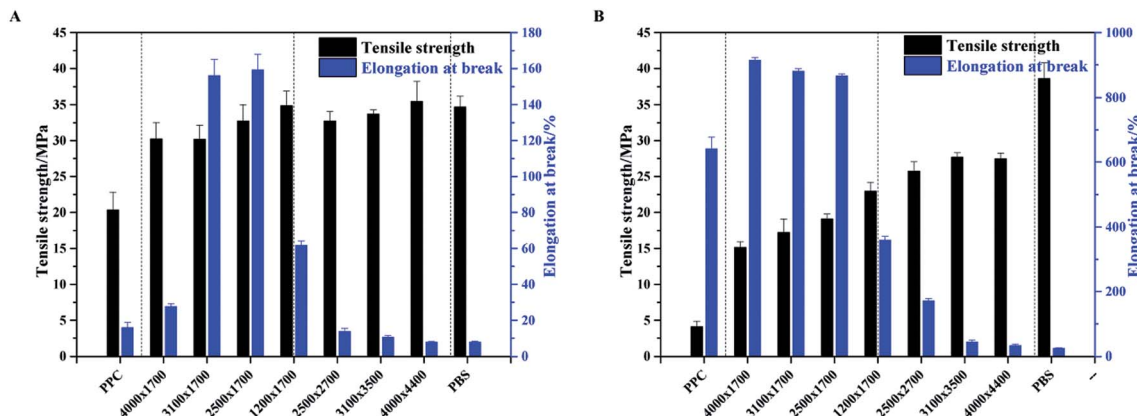 A
Tensile strength
Elongation at break
Tensile strength/MPa
45
40
35
30
25
20
15
10
5
0
Elongation at break/%
180
160
140
120
100
80
60
40
20
0
PPC
4000x1700
3100x1700
2500x1700
1200x1700
2500x2700
3100x3500
4000x4400
PBS
B
Tensile strength
Elongation at break
Tensile strength/MPa
45
40
35
30
25
20
15
10
5
0
Elongation at break/%
1000
800
600
400
200
0
PPC
4000x1700
3100x1700
2500x1700
1200x1700
2500x2700
3100x3500
4000x4400
PBS
--